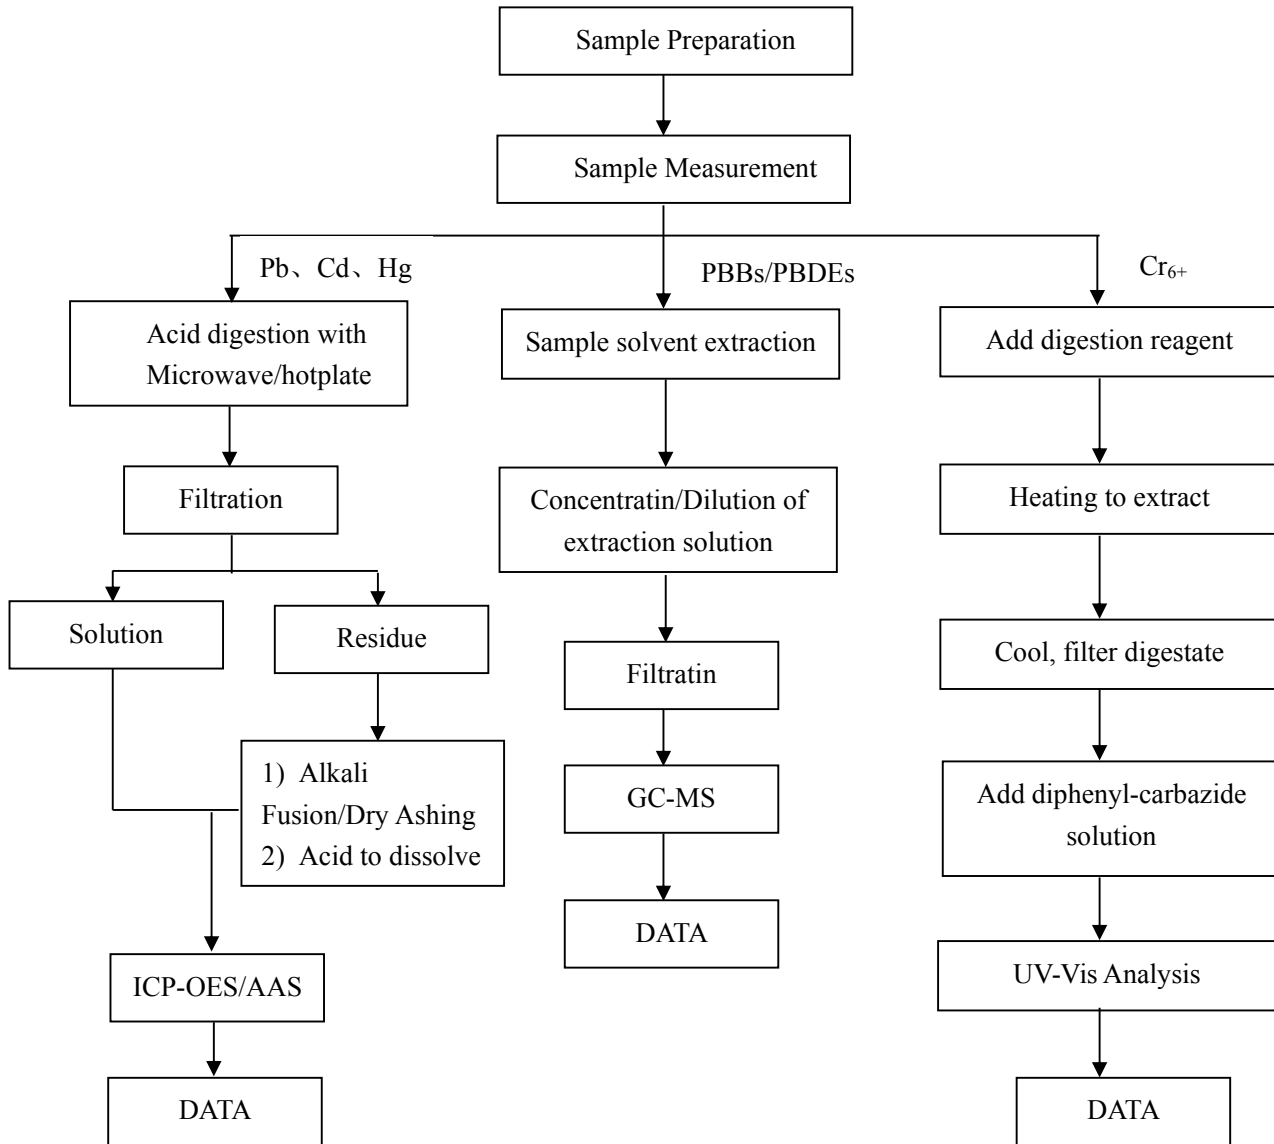 Sample Preparation
Sample Measurement
Pb、Cd、Hg
PBBs/PBDEs
Cr6+
Acid digestion with
Microwave/hotplate
Sample solvent extraction
Add digestion reagent
Filtration
Concentratin/Dilution of
extraction solution
Heating to extract
Solution
Residue
Filtratin
Cool, filter digestate
1) Alkali
Fusion/Dry Ashing
2) Acid to dissolve
GC-MS
Add diphenyl-carbazide
solution
DATA
ICP-OES/AAS
UV-Vis Analysis
DATA
DATA